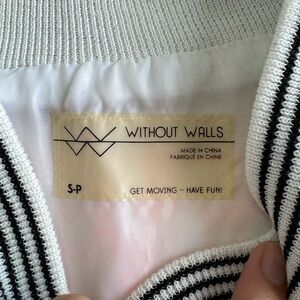 WITHOUT WALLS
MADE IN CHINA
FABRIQUÉ EN CHINE
S-P
GET MOVING – HAVE FUN!